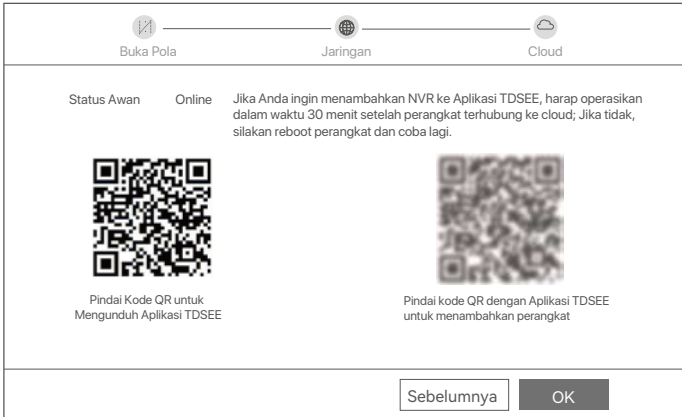 Buka Pola
Jaringan
Cloud
Status Awan
Online
Jika Anda ingin menambahkan NVR ke Aplikasi TDSEE, harap operasikan
dalam waktu 30 menit setelah perangkat terhubung ke cloud; Jika tidak,
silakan reboot perangkat dan coba lagi.
Pindai Kode QR untuk
Mengunduh Aplikasi TDSEE
Pindai kode QR dengan Aplikasi TDSEE
untuk menambahkan perangkat
Sebelumnya
OK